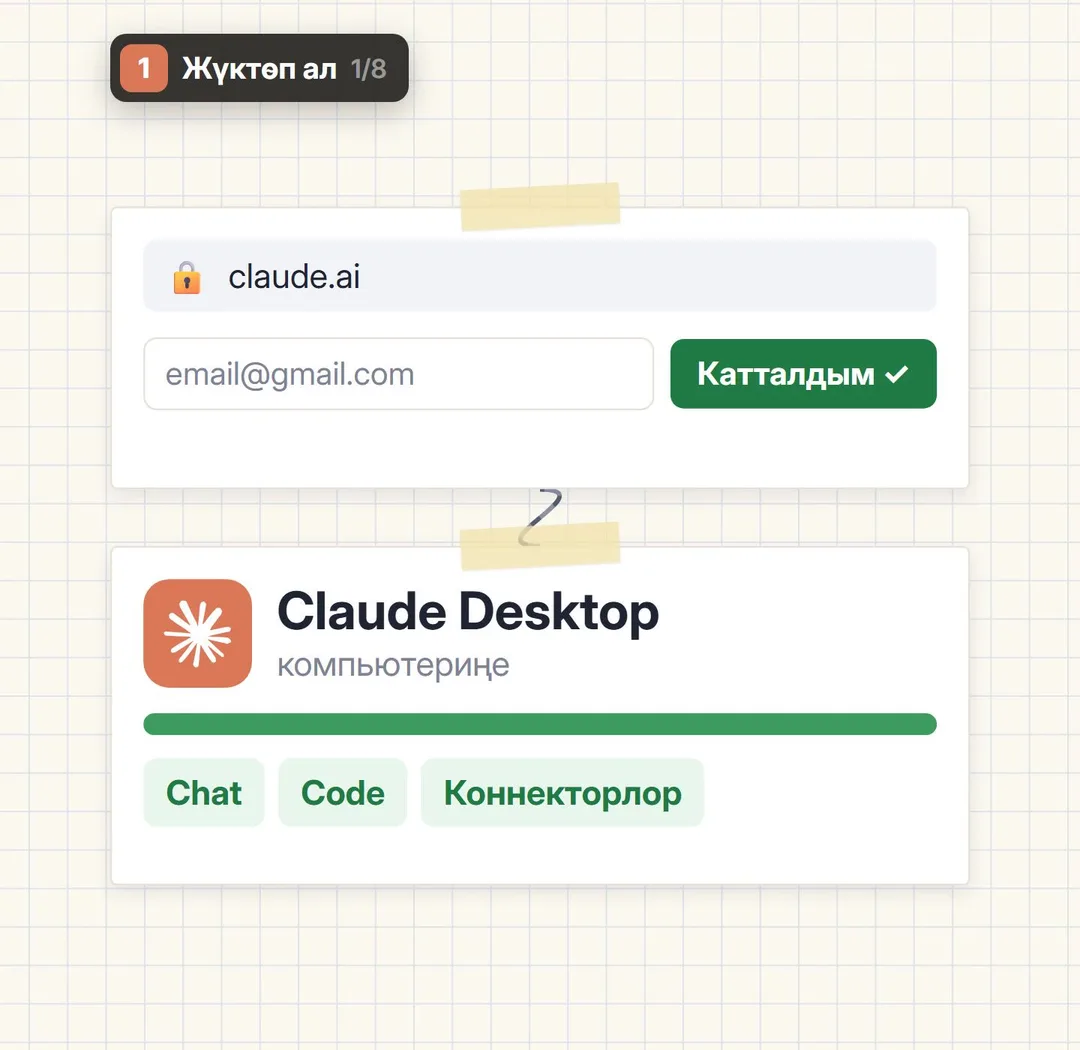 1 Жүктөп ал 1/8
claude.ai
email@gmail.com Катталдым ✓
Claude Desktop
компьютериңе
Chat Code Коннекторлор